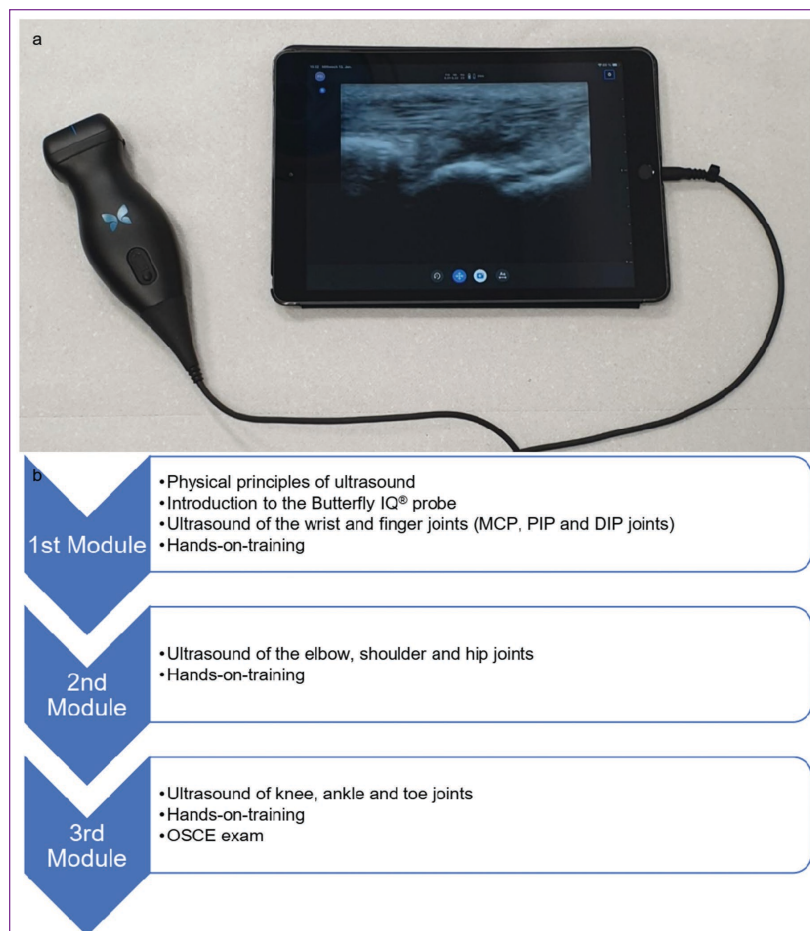 a
b
•Physical principles of ultrasound
•Introduction to the Butterfly IQ® probe
•Ultrasound of the wrist and finger joints (MCP, PIP and DIP joints)
•Hands-on-training
1st Module
•Ultrasound of the elbow, shoulder and hip joints
•Hands-on-training
2nd
Module
•Ultrasound of knee, ankle and toe joints
•Hands-on-training
•OSCE exam
3rd
Module